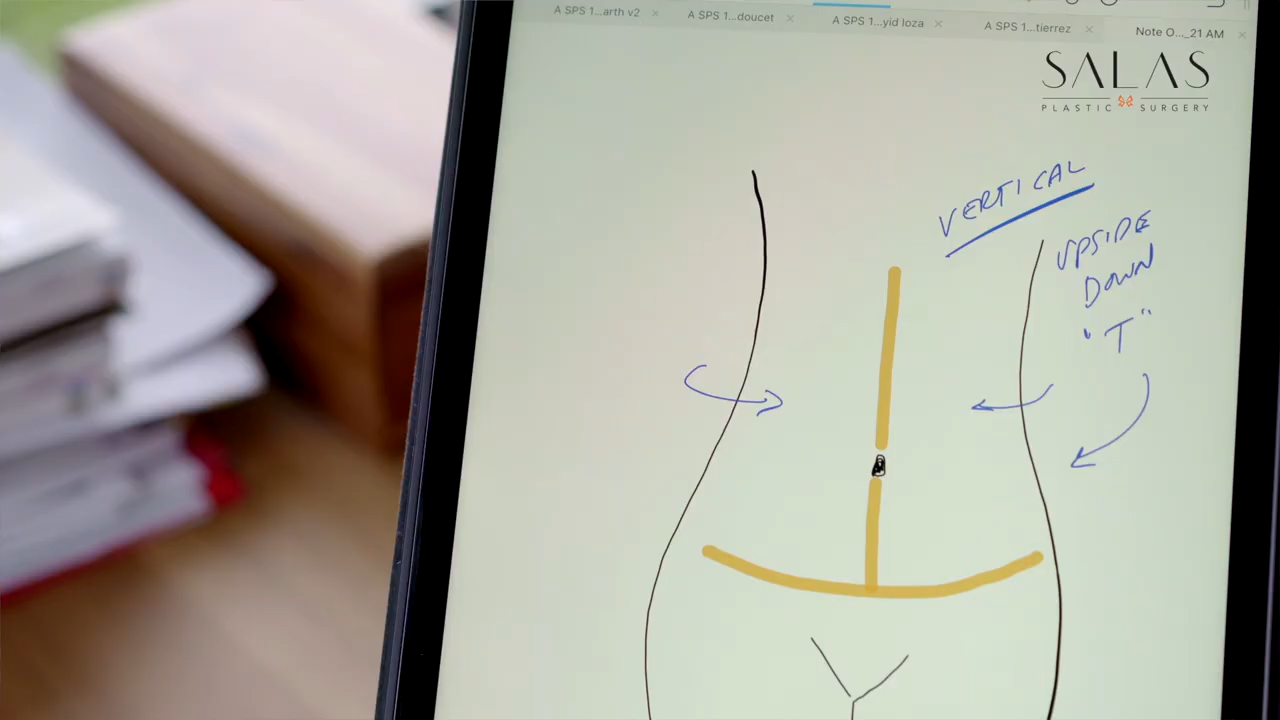 A SPS 1...arth v2
A SPS 1...doucet
A SPS 1...yid loza
A SPS 1...tierrez
Note O..._21 AM
SALAS
PLASTIC SURGERY
VERTICAL
UPSIDE
DOWN
"T"